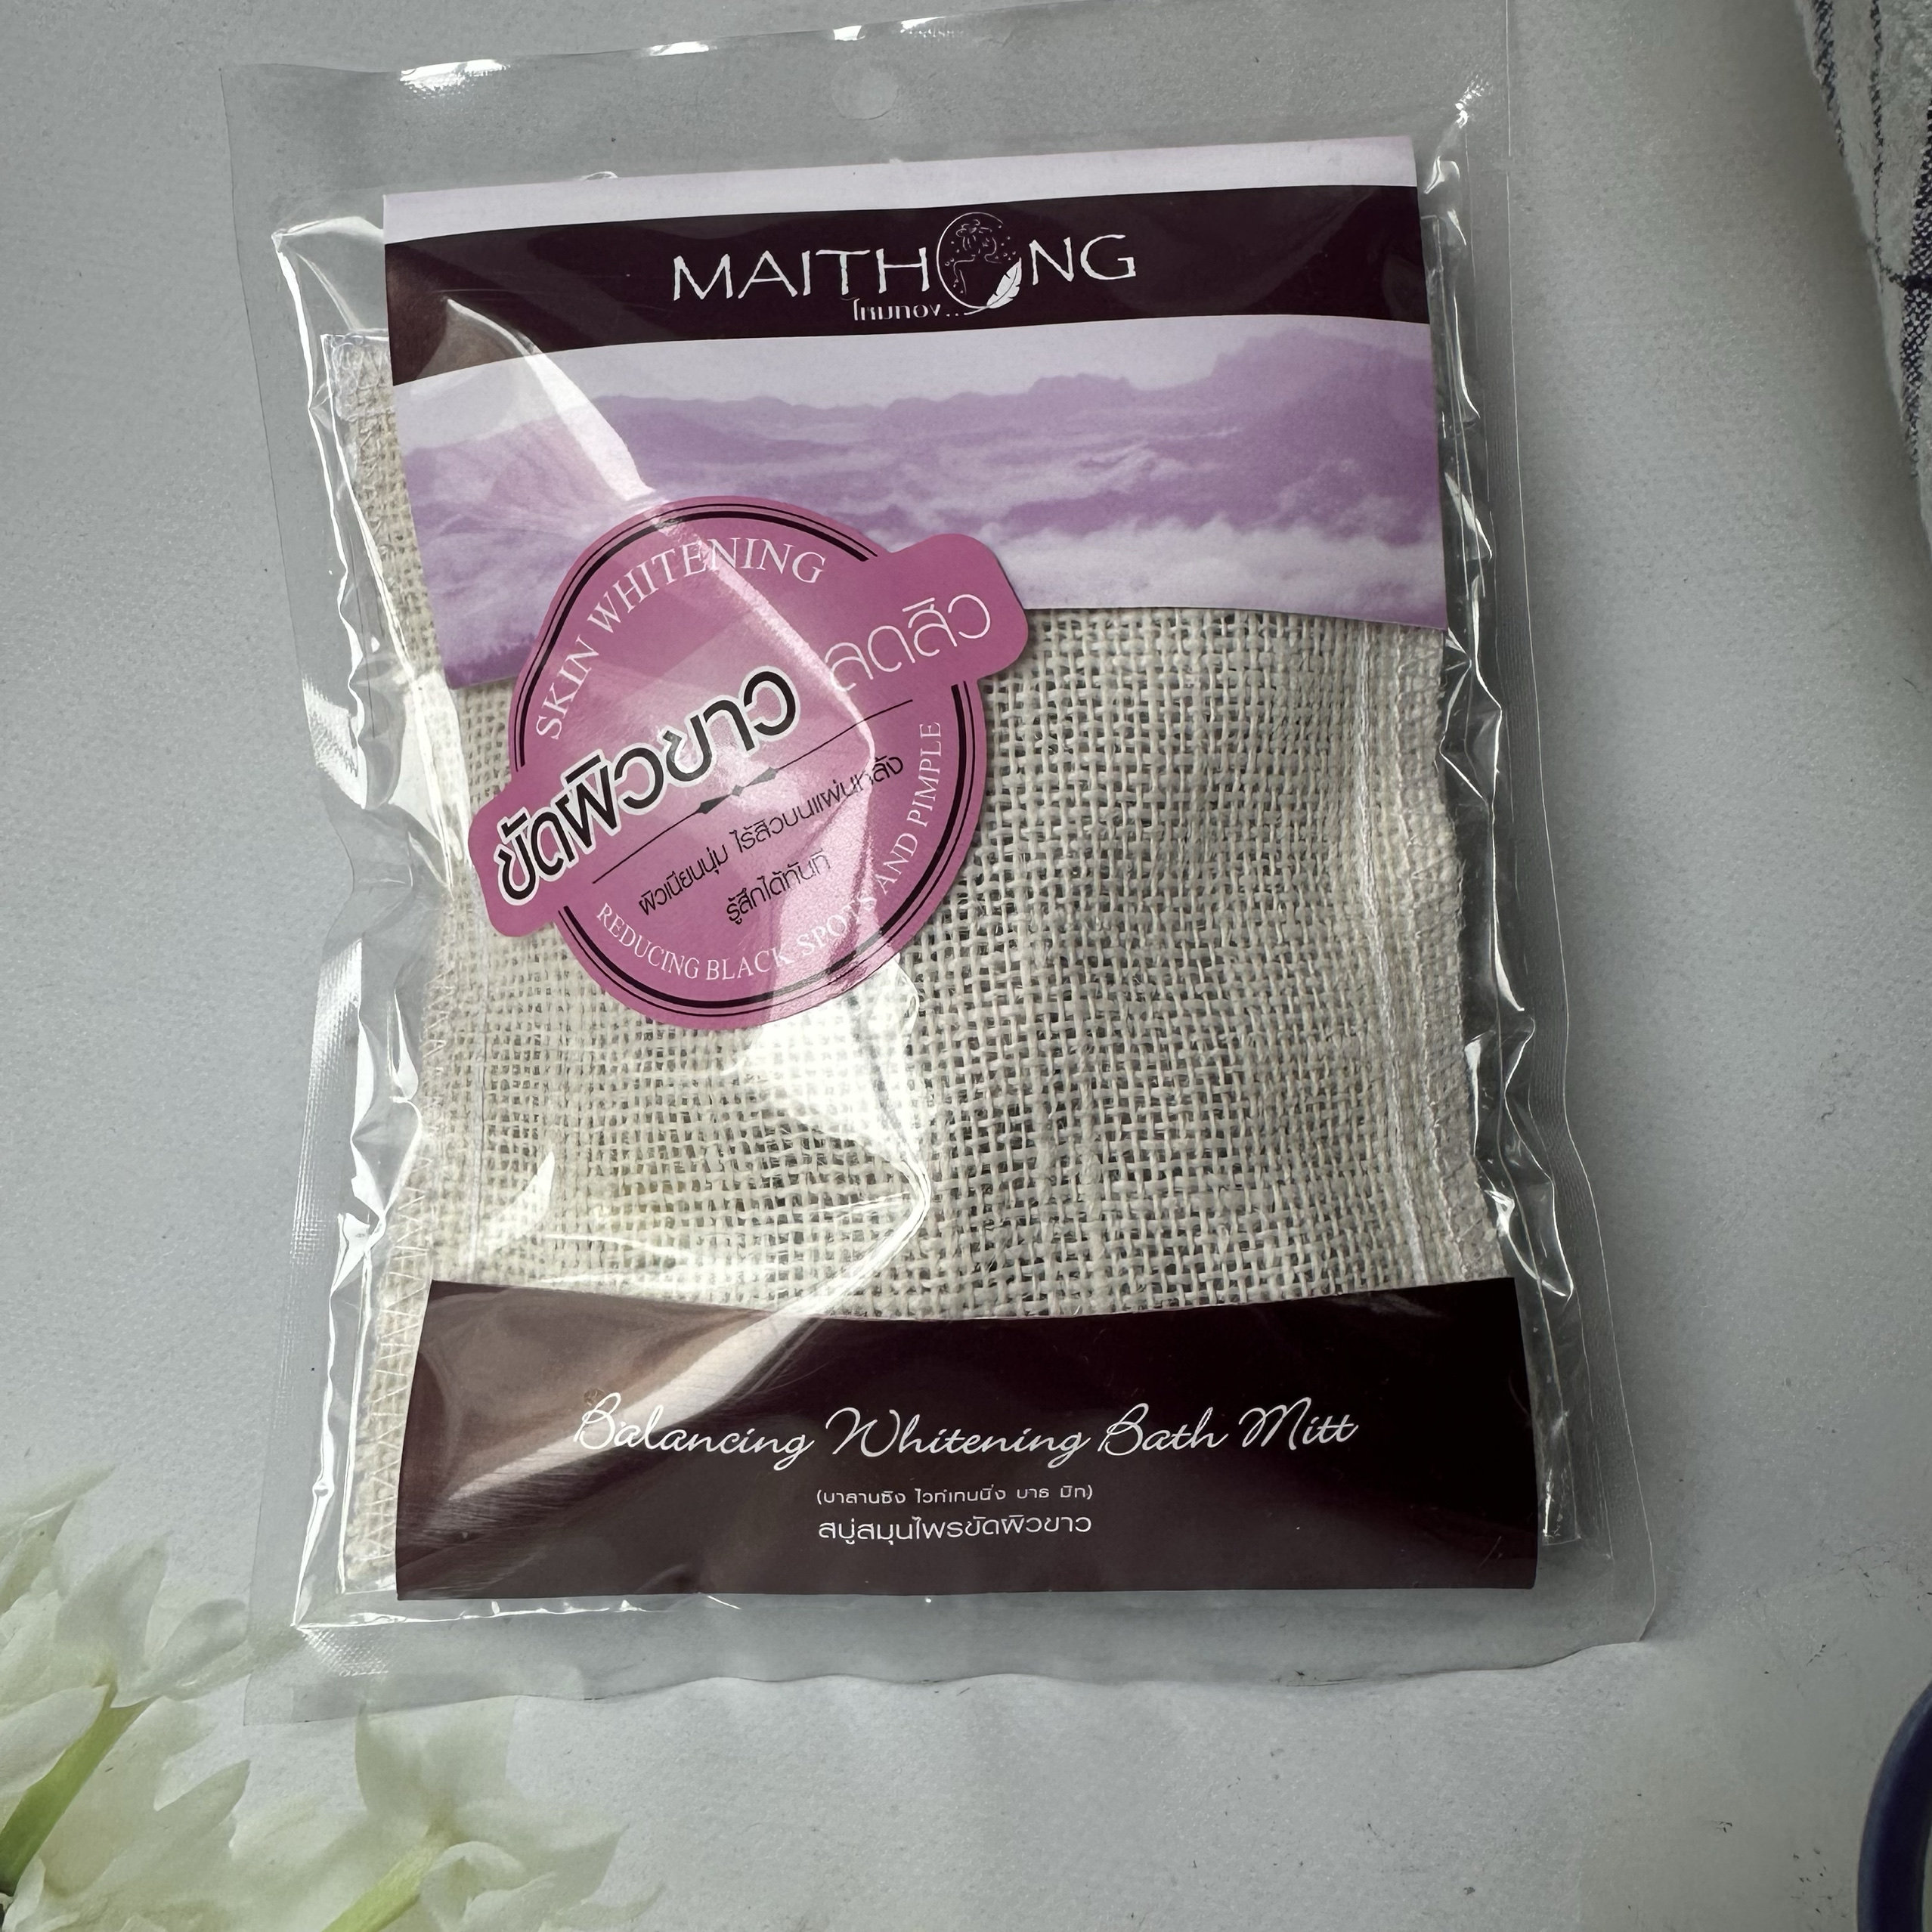 MAITHONG
ไหมทอง...
SKIN WHITENING
ขัดผิวขาว ลดสิว
ผิวเนียนนุ่ม ไร้สิวบนแผ่นหลัง
รู้สึกได้ทันที
REDUCING BLACK SPOTS AND PIMPLE
Balancing Whitening Bath Mitt
(บาลานซิง ไวท์เทนนิ่ง บาธ มิท)
สบู่สมุนไพรขัดผิวขาว